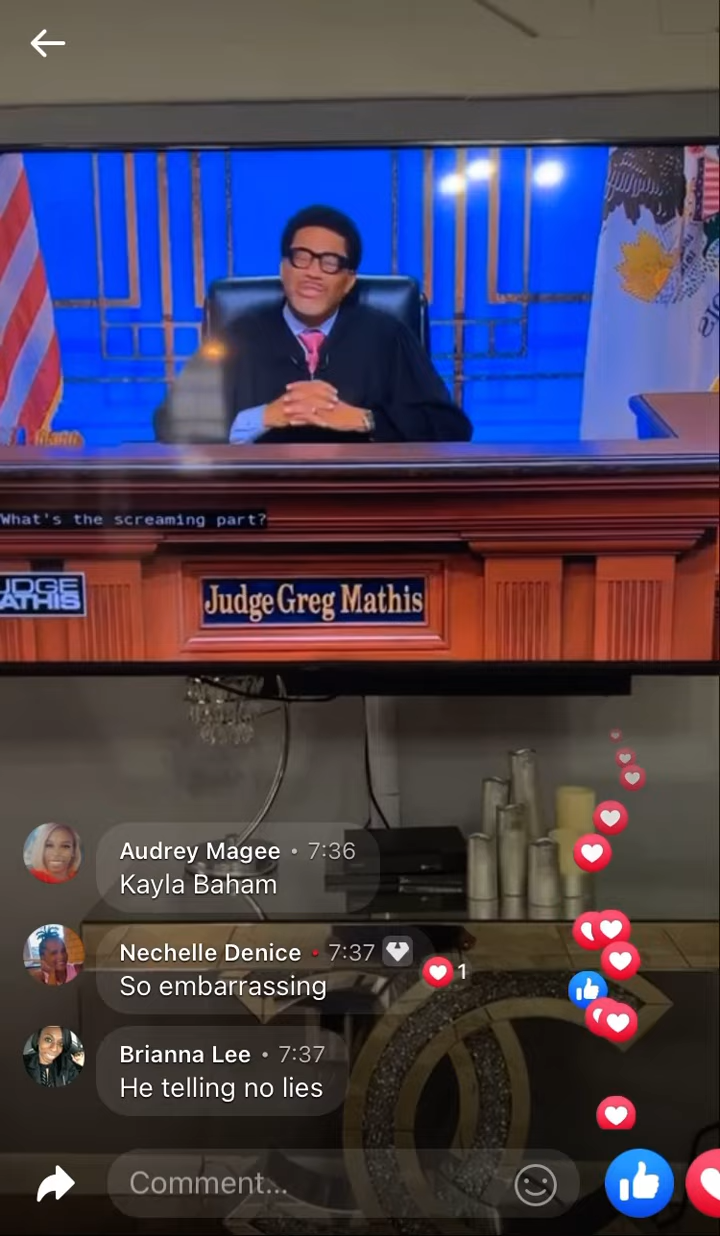 What's the screaming part?
JUDGE
MATHIS
Judge Greg Mathis
Audrey Magee • 7:36
Kayla Baham
Nechelle Denice • 7:37
So embarrassing
1
Brianna Lee • 7:37
He telling no lies
Comment...